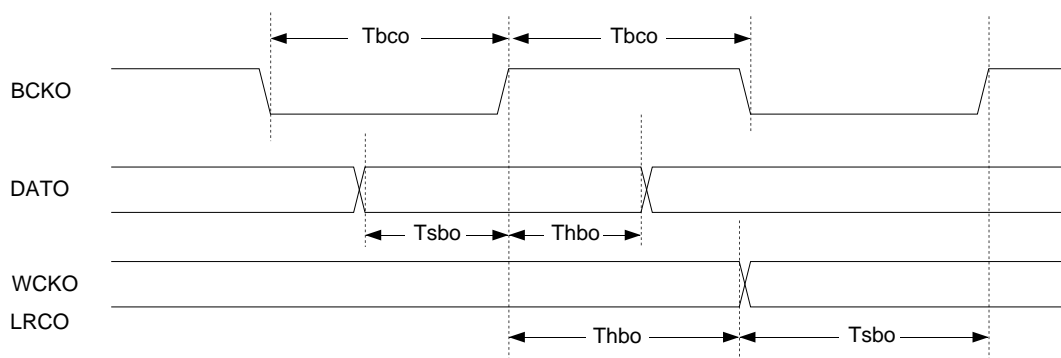 Tbco Tbco
BCKO
DATO
Tsbo Thbo
WCKO
LRCO
Thbo Tsbo